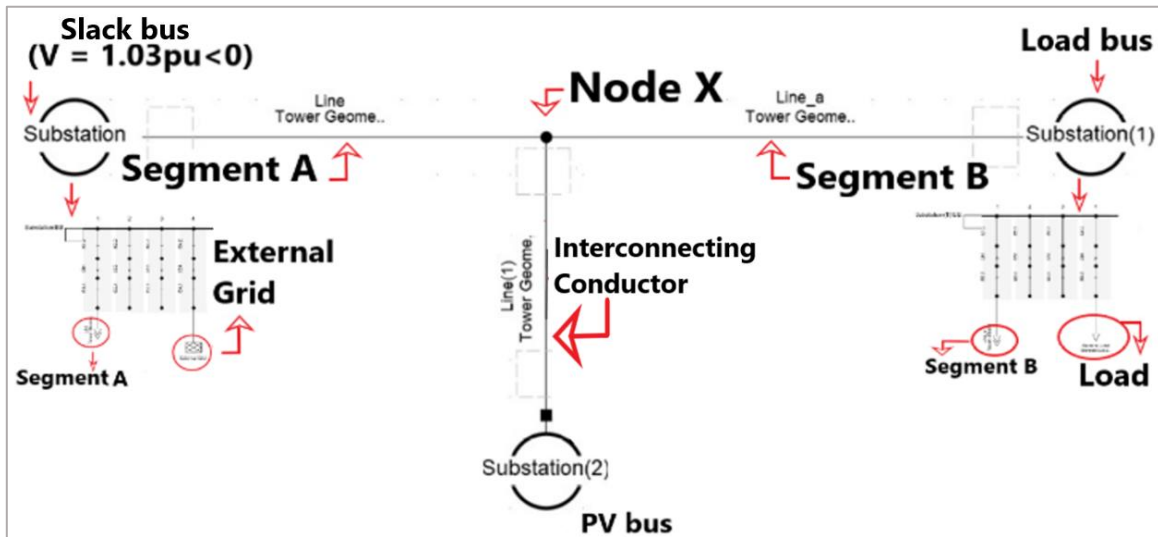 Slack bus
(V = 1.03pu<0)
Load bus
Node X
Line
Tower Geome..
Line_a
Tower Geome..
Substation
Substation(1)
Segment A
Segment B
Line(1)
Tower Geome.
Interconnecting
Conductor
External
Grid
Segment A
Segment B
Load
Substation(2)
PV bus